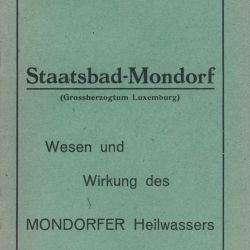 Staatsbad-Mondorf
(Grossherzogtum Luxemburg)
Wesen und
Wirkung des
MONDORFER Heilwassers